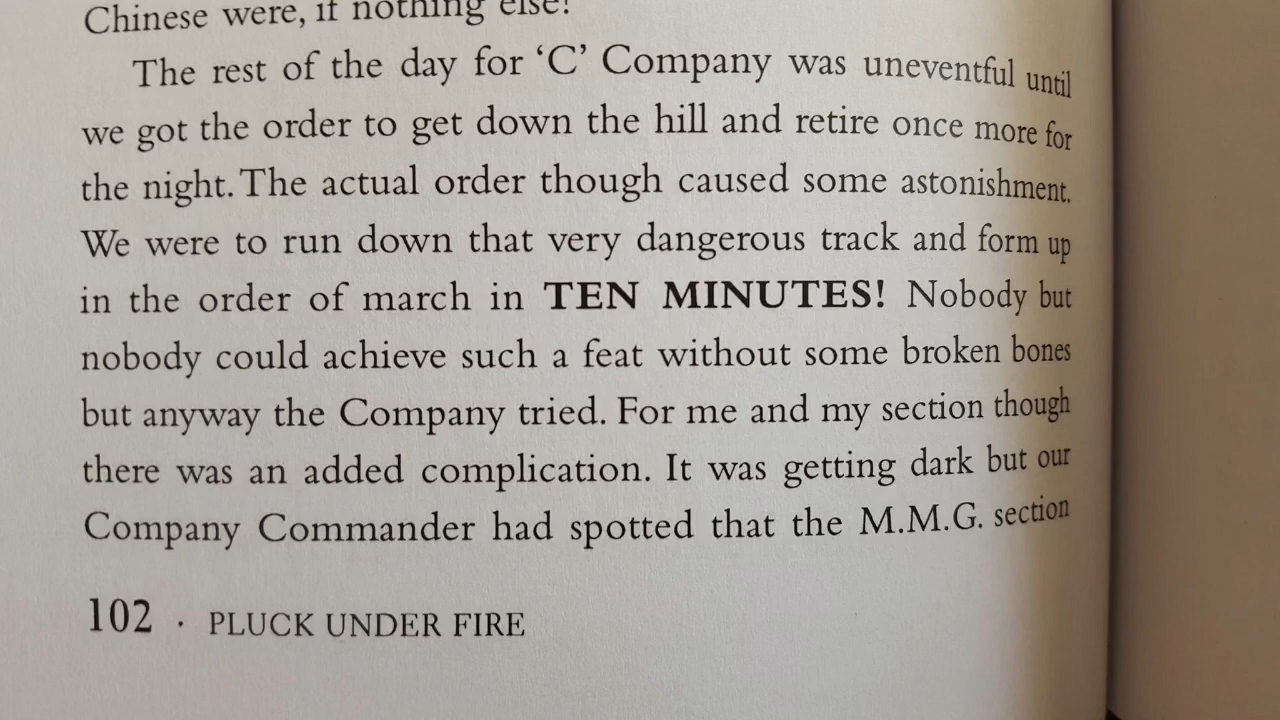 Chinese were, if nothing else!
The rest of the day for ‘C’ Company was uneventful until
we got the order to get down the hill and retire once more for
the night. The actual order though caused some astonishment.
We were to run down that very dangerous track and form up
in the order of march in TEN MINUTES! Nobody but
nobody could achieve such a feat without some broken bones
but anyway the Company tried. For me and my section though
there was an added complication. It was getting dark but our
Company Commander had spotted that the M.M.G. section
102 · PLUCK UNDER FIRE